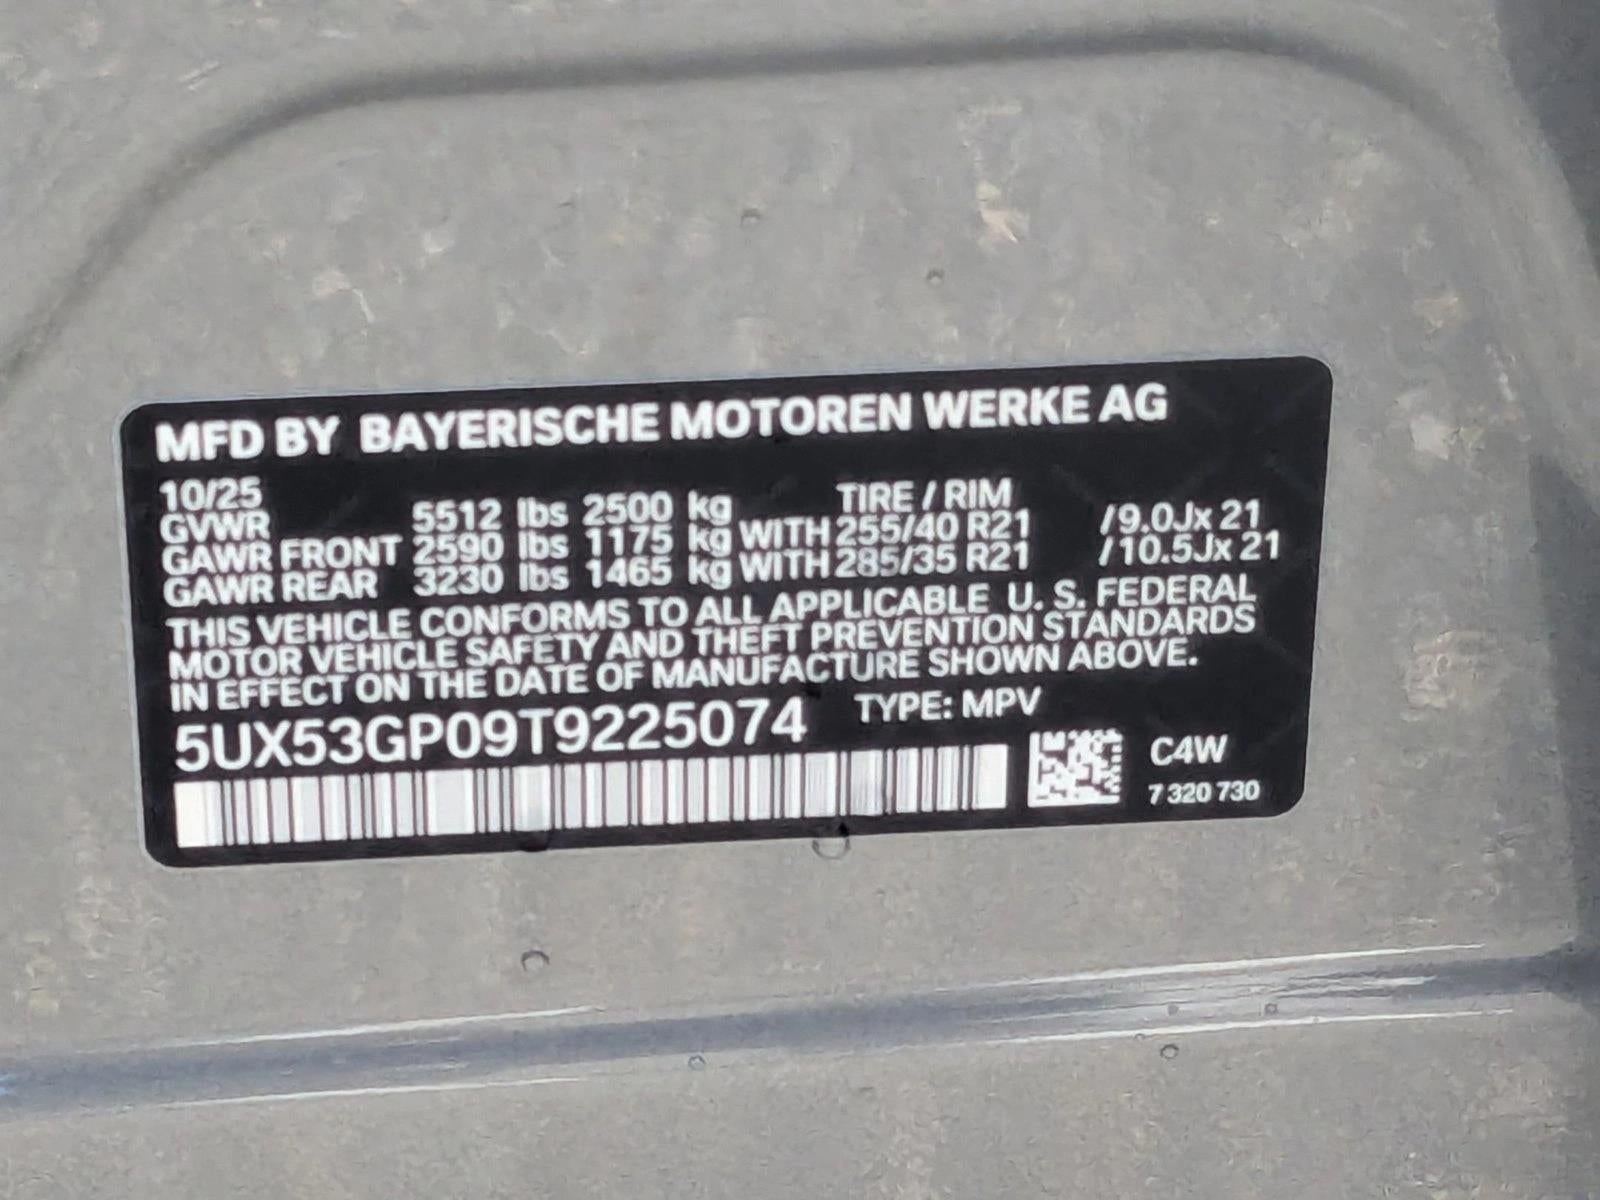 MFD BY BAYERISCHE MOTOREN WERKE AG
10/25 TIRE / RIM
GVWR 5512 lbs 2500 kg
GAWR FRONT 2590 lbs 1175 kg WITH 255/40 R21 /9.0Jx 21
GAWR REAR 3230 lbs 1465 kg WITH 285/35 R21 /10.5Jx 21
THIS VEHICLE CONFORMS TO ALL APPLICABLE U. S. FEDERAL
MOTOR VEHICLE SAFETY AND THEFT PREVENTION STANDARDS
IN EFFECT ON THE DATE OF MANUFACTURE SHOWN ABOVE.
5UX53GP09T9225074 TYPE: MPV
C4W
7 320 730